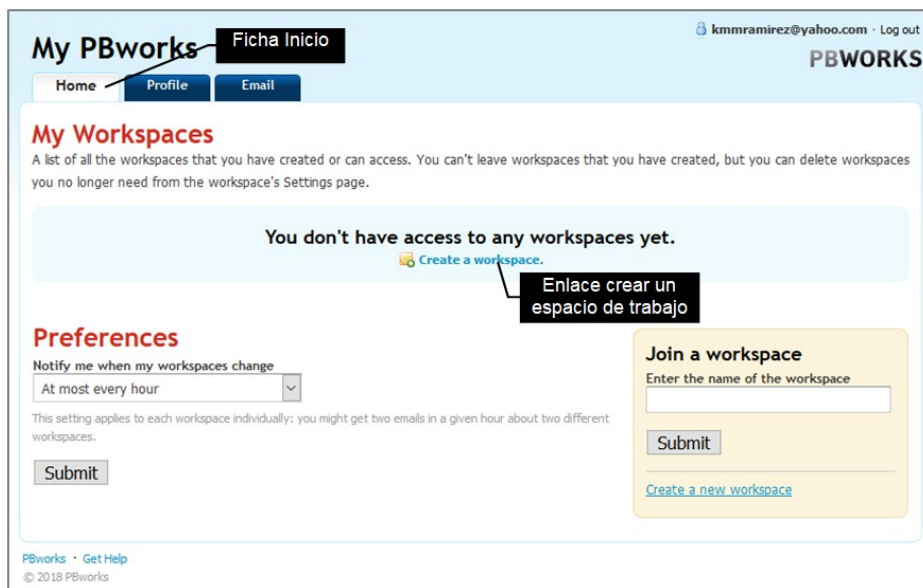 kmmramirez@yahoo.com · Log out
My PBworks
Ficha Inicio
PBWORKS
Home Profile Email
My Workspaces
A list of all the workspaces that you have created or can access. You can't leave workspaces that you have created, but you can delete workspaces
you no longer need from the workspace's Settings page.
You don't have access to any workspaces yet.
Create a workspace.
Enlace crear un
espacio de trabajo
Preferences
Notify me when my workspaces change
At most every hour
This setting applies to each workspace individually: you might get two emails in a given hour about two different
workspaces.
Submit
Join a workspace
Enter the name of the workspace
Submit
Create a new workspace
PBworks · Get Help
© 2018 PBworks